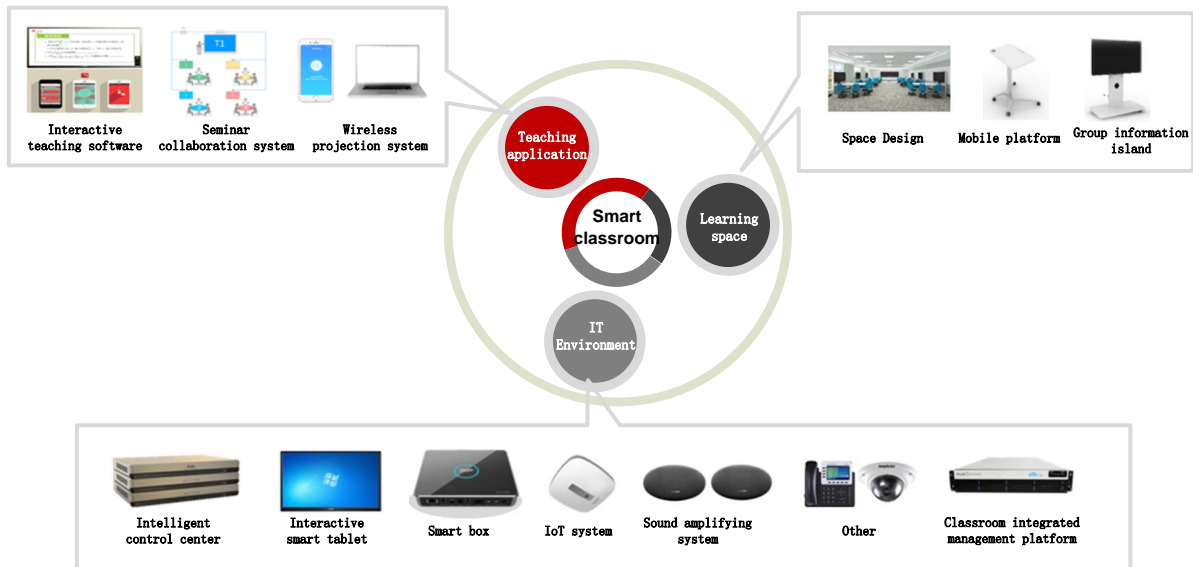 T1
Interactive
teaching software
Seminar
collaboration system
Wireless
projection system
Space Design
Mobile platform
Group information
island
Teaching
application
Smart
classroom
Learning
space
IT
Environment
Intelligent
control center
Interactive
smart tablet
Smart box
IoT system
Sound amplifying
system
Other
Classroom integrated
management platform